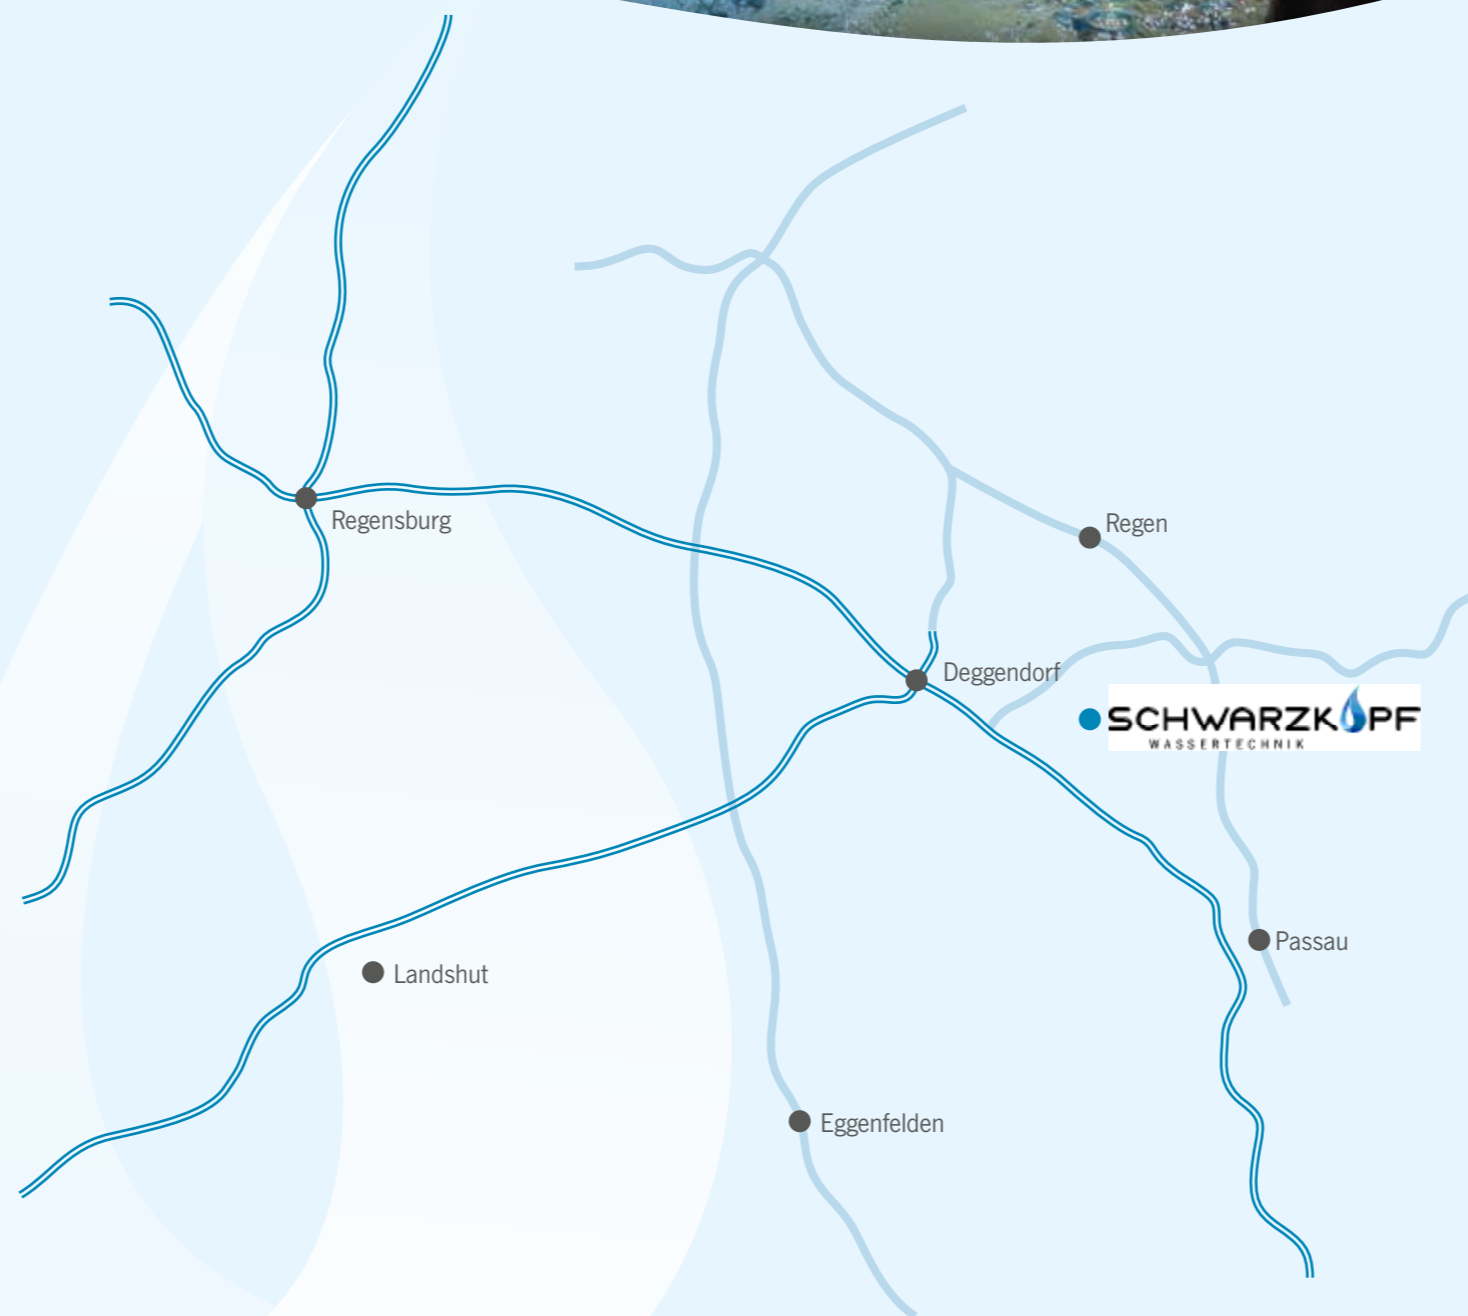 Regensburg
Regen
Deggendorf
SCHWARZKOPF
WASSERTECHNIK
Passau
Landshut
Eggenfelden